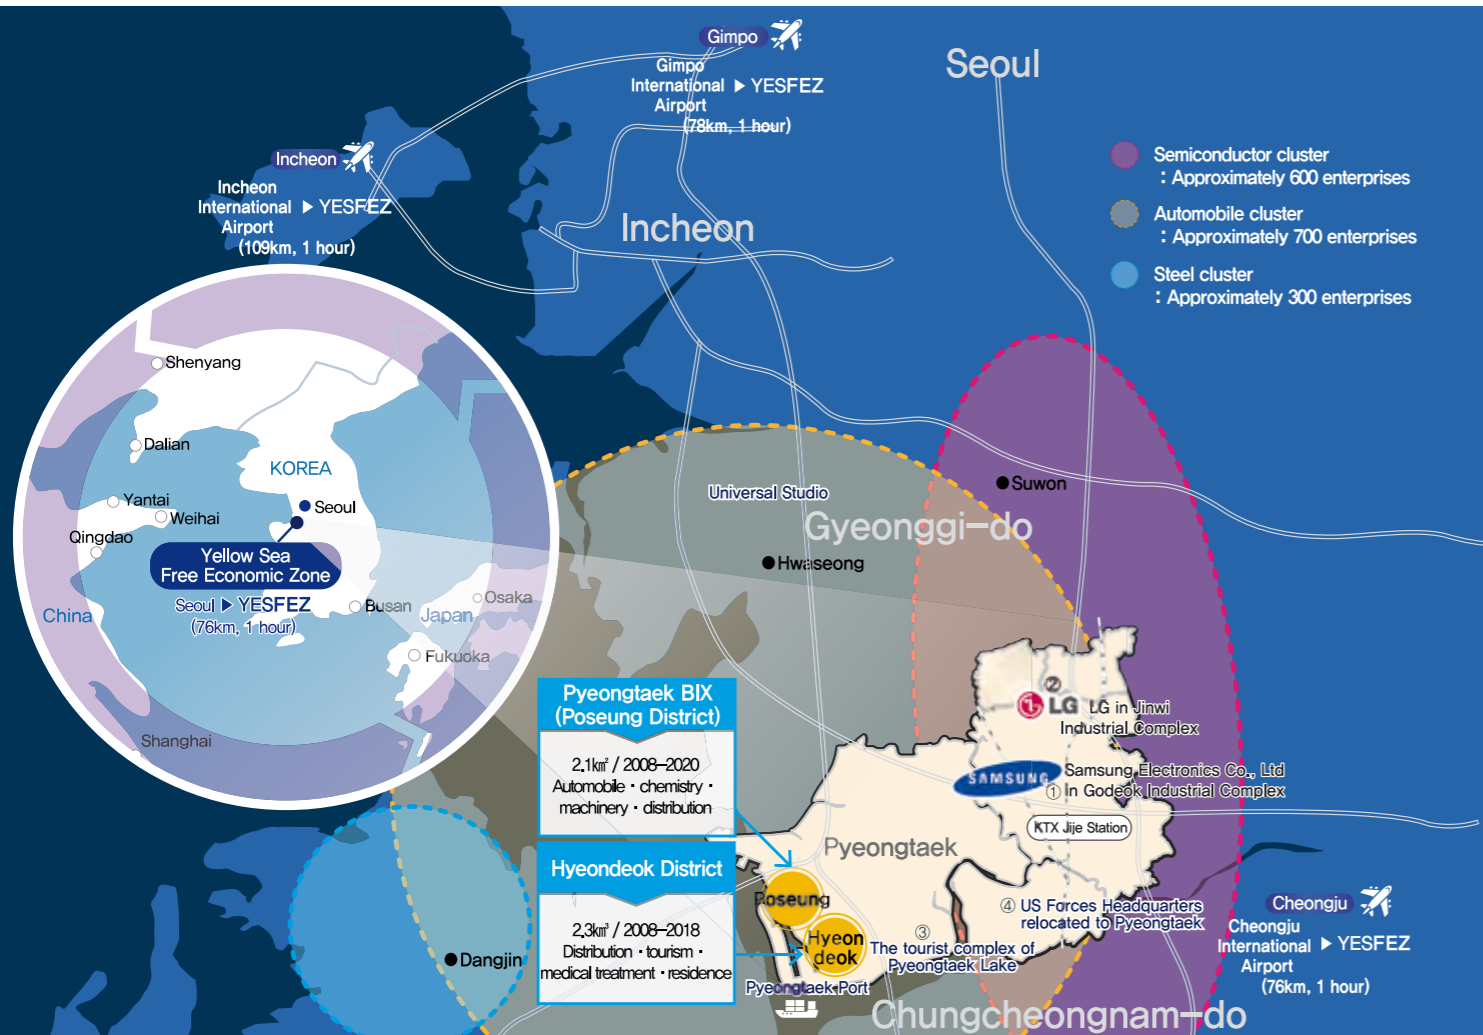 Gimpo
Gimpo
International ▶ YESFEZ
Airport
(78km, 1 hour)
Seoul
Incheon
Incheon
International ▶ YESFEZ
Airport
(109km, 1 hour)
Incheon
Semiconductor cluster
: Approximately 600 enterprises
Automobile cluster
: Approximately 700 enterprises
Steel cluster
: Approximately 300 enterprises
Shenyang
Dalian
KOREA
Yantai
Weihai
Seoul
Qingdao
Yellow Sea
Free Economic Zone
Seoul ▶ YESFEZ
(76km, 1 hour)
China
Busan
Japan
Osaka
Fukuoka
Shanghai
Universal Studio
Suwon
Gyeonggi-do
Hwaseong
②
LG
LG in Jinwi
Industrial Complex
SAMSUNG
Samsung Electronics Co., Ltd
① in Godeok Industrial Complex
KTX Jije Station
Pyeongtaek BIX
(Poseung District)
2.1㎢ / 2008-2020
Automobile · chemistry ·
machinery · distribution
Hyeondeok District
2.3㎢ / 2008-2018
Distribution · tourism ·
medical treatment · residence
Pyeongtaek
Poseung
Hyeon
deok
③
The tourist complex of
Pyeongtaek Lake
④ US Forces Headquarters
relocated to Pyeongtaek
Pyeongtaek Port
Dangjin
Cheongju
Cheongju
International ▶ YESFEZ
Airport
(76km, 1 hour)
Chungcheongnam-do